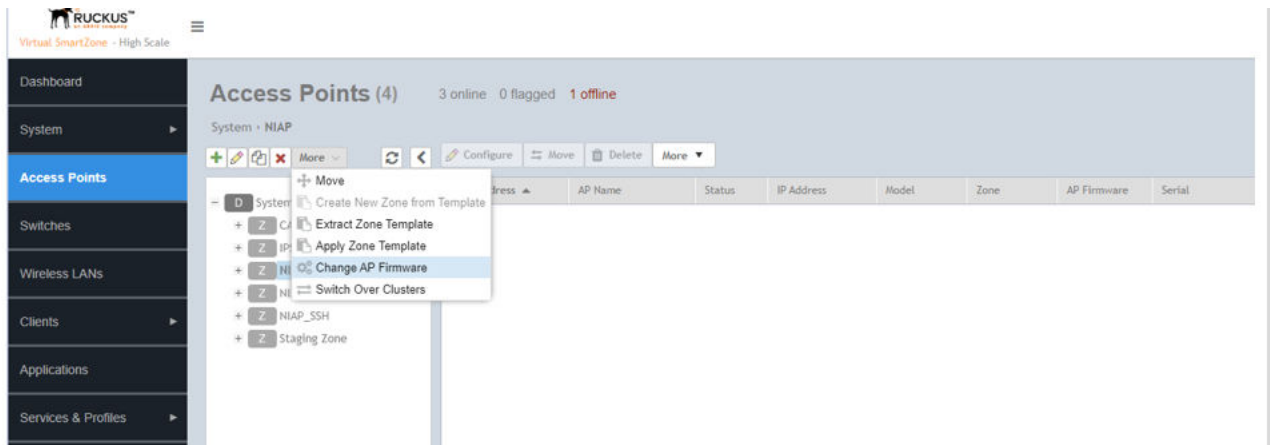 RUCKUS™
Virtual SmartZone - High Scale
Dashboard
System
Access Points
Switches
Wireless LANs
Clients
Applications
Services & Profiles
Access Points (4) 3 online 0 flagged 1 offline
System › NIAP
More
Configure Move Delete More
Address AP Name Status IP Address Model Zone AP Firmware Serial
Move
Create New Zone from Template
Extract Zone Template
Apply Zone Template
Change AP Firmware
Switch Over Clusters
D System
Z
Z
Z
Z
Z NIAP_SSH
Z Staging Zone